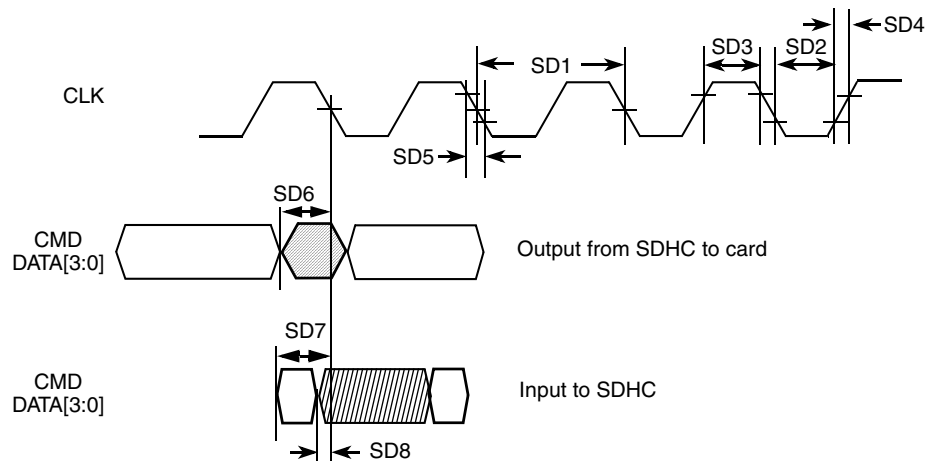 SD4
SD3
SD2
SD1
CLK
SD5
SD6
CMD
DATA[3:0]
Output from SDHC to card
SD7
CMD
DATA[3:0]
Input to SDHC
SD8